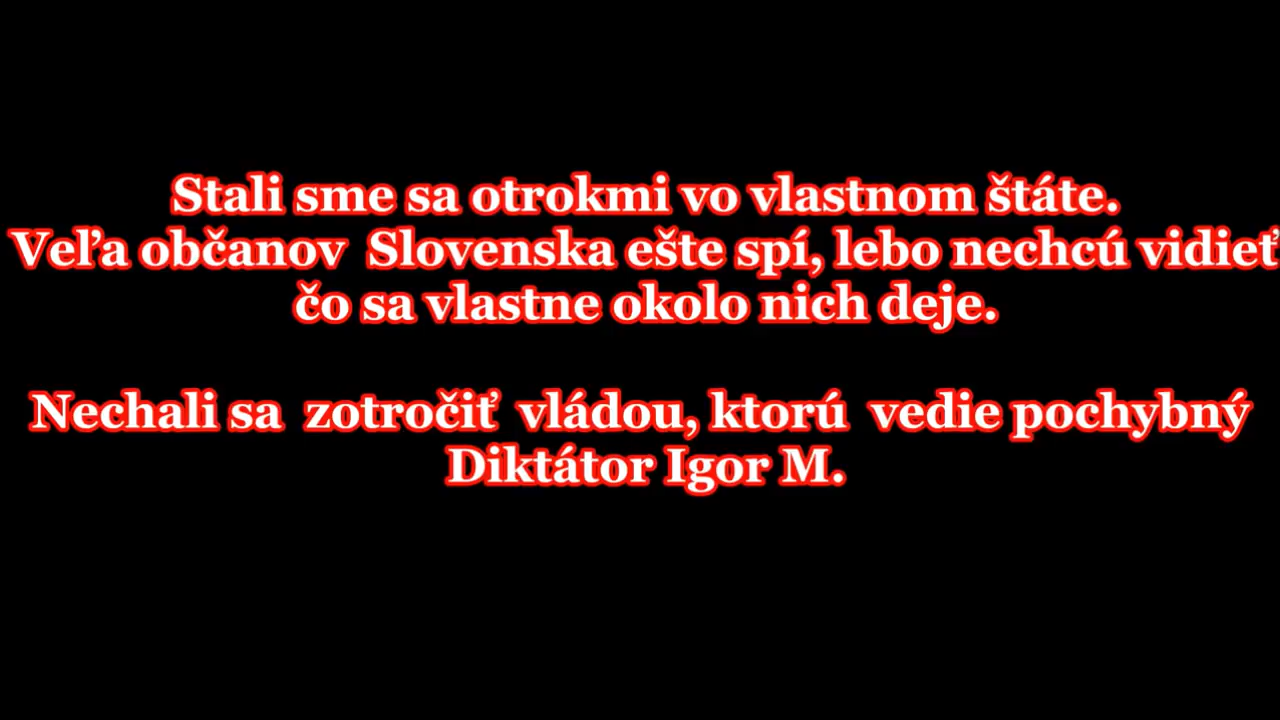 Stali sme sa otrokmi vo vlastnom štáte.
Veľa občanov Slovenska ešte spí, lebo nechcú vidieť
čo sa vlastne okolo nich deje.
Nechali sa zotročiť vládou, ktorú vedie pochybný
Diktátor Igor M.